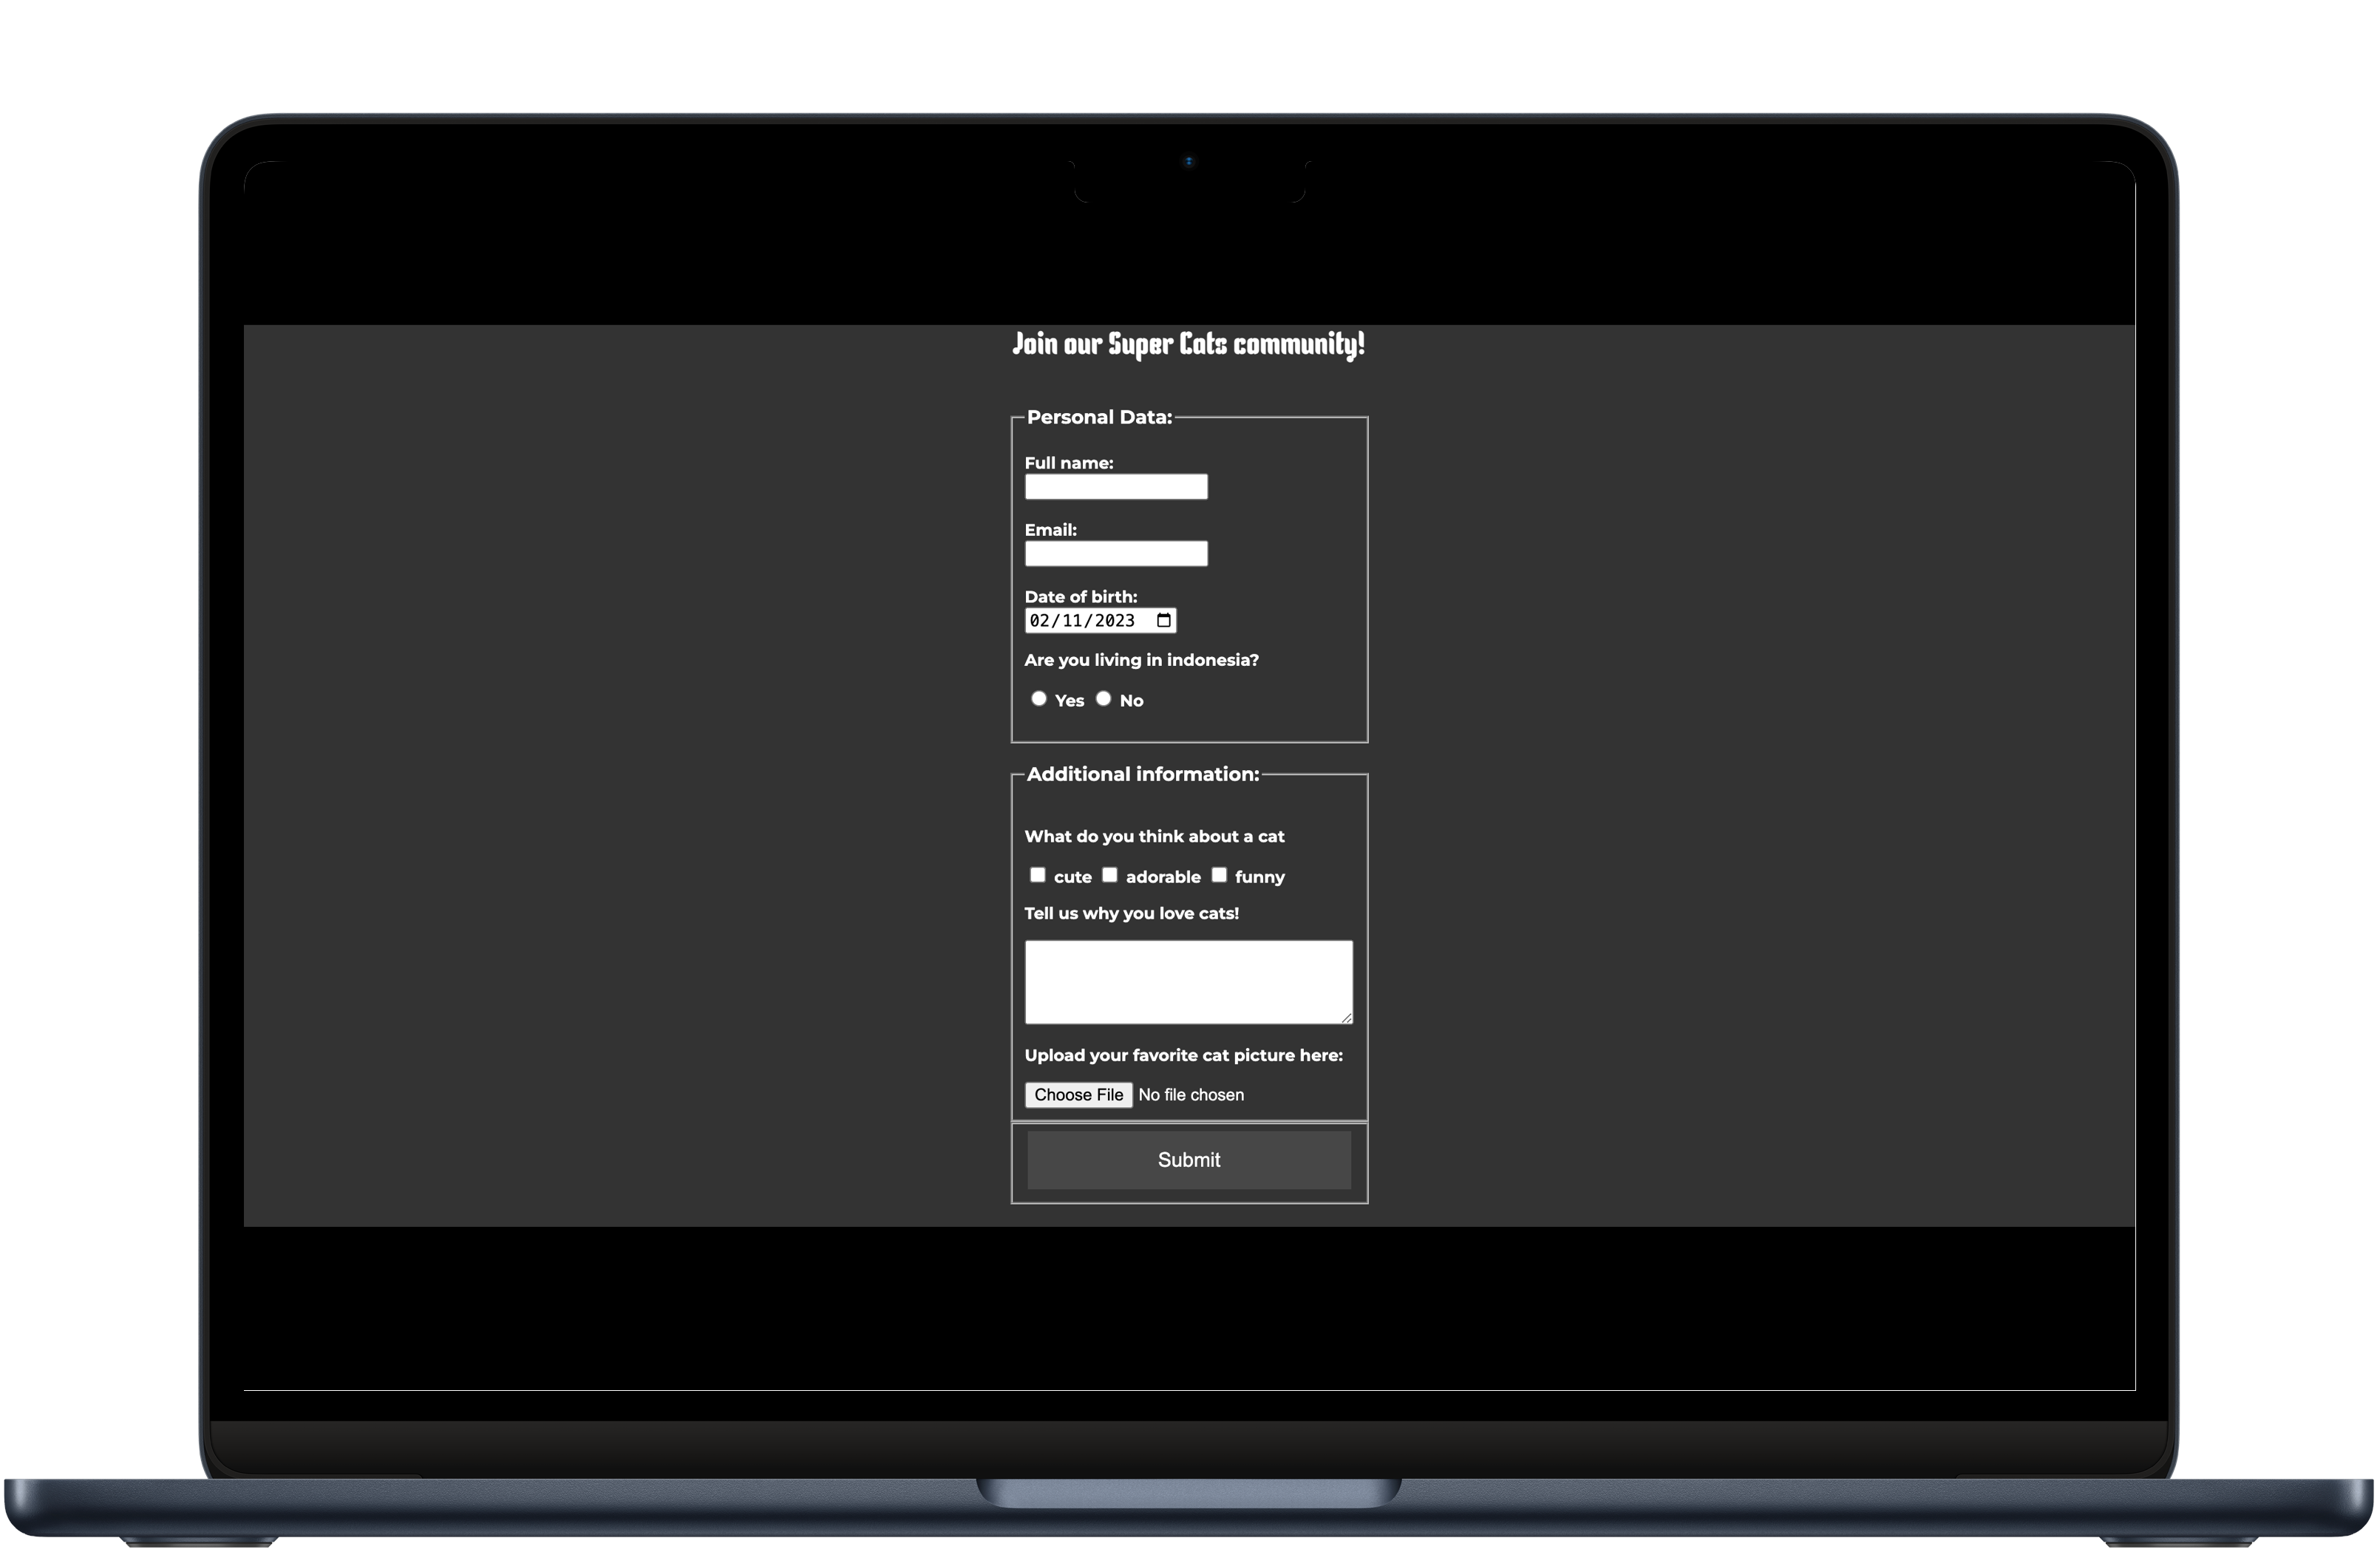 Join our Super Cats community!
Personal Data:
Full name:
Email:
Date of birth:
02/11/2023
Are you living in indonesia?
Yes No
Additional information:
What do you think about a cat
cute adorable funny
Tell us why you love cats!
Upload your favorite cat picture here:
Choose File No file chosen
Submit